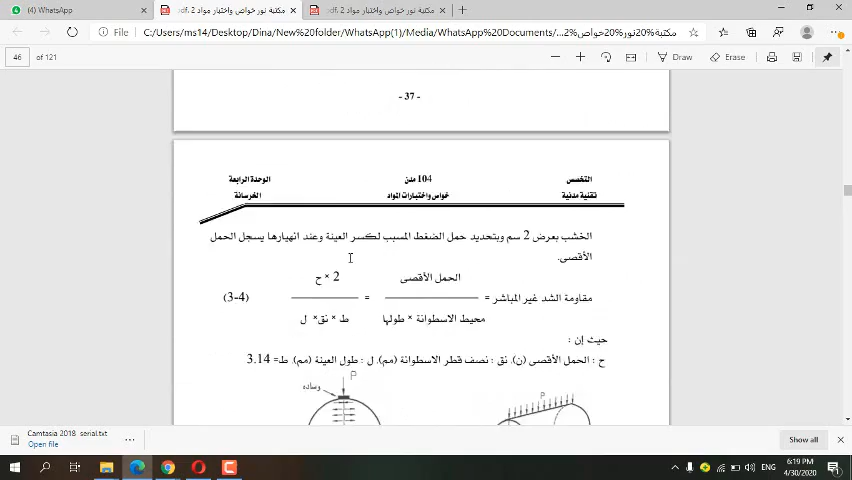 (4) WhatsApp
مكتبة نور خواص واختبار مواد 2 .pdf
مكتبة نور خواص واختبار مواد 2 .pdf
File
C:/Users/ms14/Desktop/Dina/New%20folder/WhatsApp(1)/Media/WhatsApp%20Documents/...مكتبة%20نور%20خواص%2
46 of 121
Draw
Erase
- 37 -
التخصص 104 مدن الوحدة الرابعة
تقنية مدنية خواص واختبارات المواد الخرسانة
الخشب بعرض 2 سم وبتحديد حمل الضغط المسبب لكسر العينة وعند انهيارها يسجل الحمل
الأقصى.
الحمل الأقصى 2 × ح
مقاومة الشد غير المباشر = = (3-4)
محيط الاسطوانة × طولها ط × نق× ل
حيث إن :
ح : الحمل الأقصى (ن). نق : نصف قطر الاسطوانة (مم). ل : طول العينة (مم). ط= 3.14
وساده
P
P
Camtasia 2018 serial.txt
Open file
Show all
ENG
6:19 PM
4/30/2020